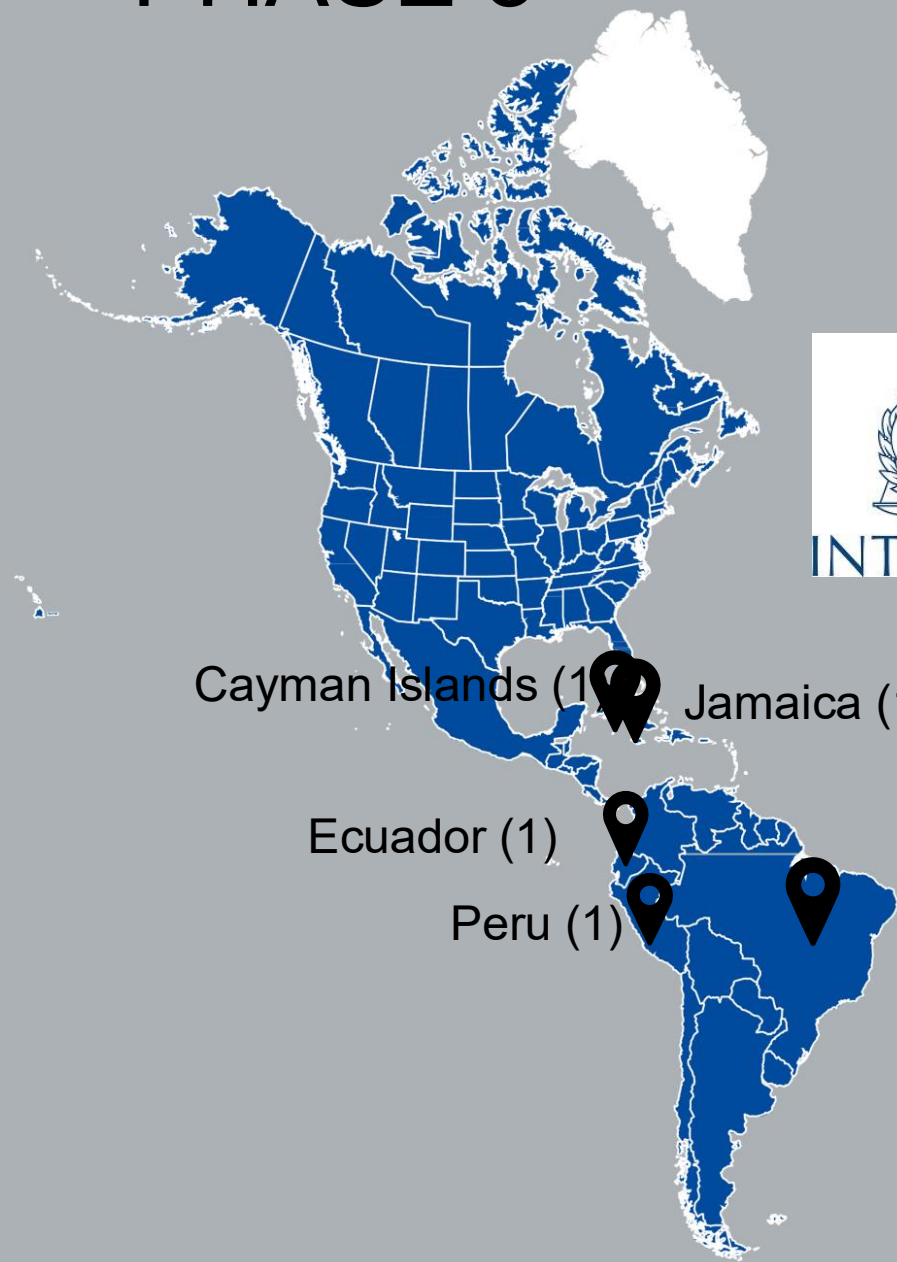 Cayman Islands (1)
Jamaica (
Ecuador (1)
Peru (1)
INT